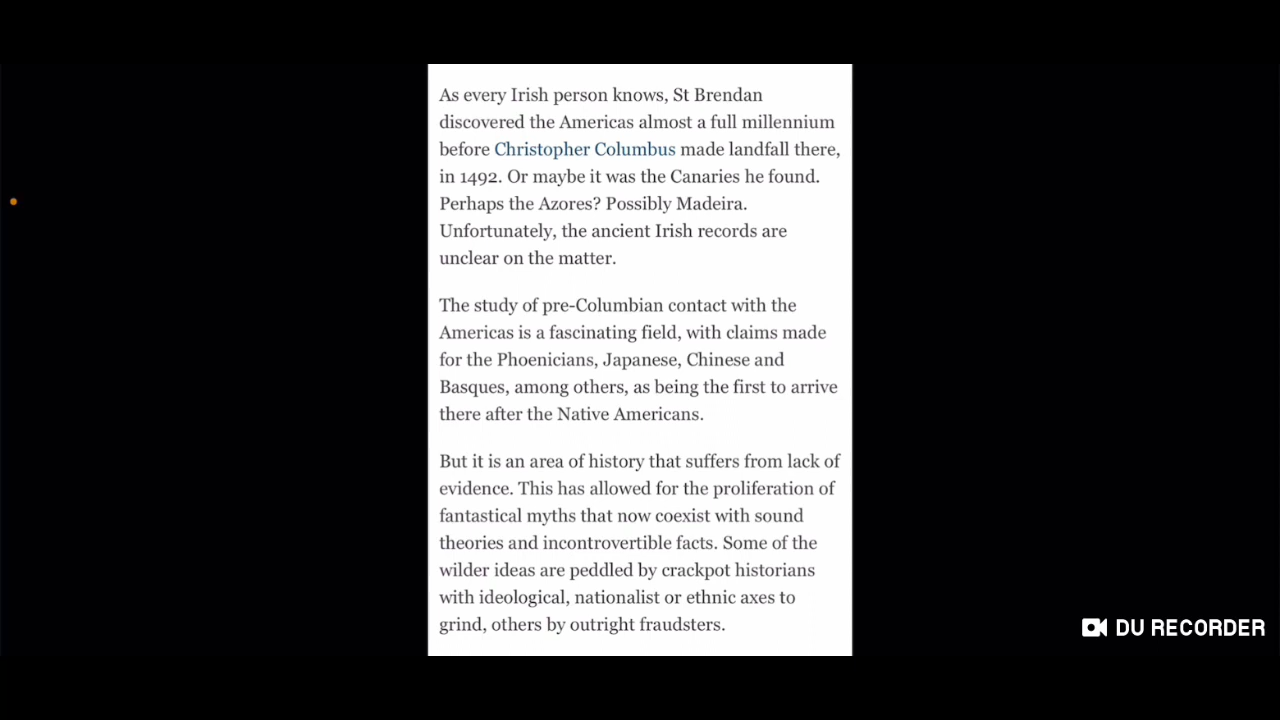 As every Irish person knows, St Brendan
discovered the Americas almost a full millennium
before Christopher Columbus made landfall there,
in 1492. Or maybe it was the Canaries he found.
Perhaps the Azores? Possibly Madeira.
Unfortunately, the ancient Irish records are
unclear on the matter.
The study of pre-Columbian contact with the
Americas is a fascinating field, with claims made
for the Phoenicians, Japanese, Chinese and
Basques, among others, as being the first to arrive
there after the Native Americans.
But it is an area of history that suffers from lack of
evidence. This has allowed for the proliferation of
fantastical myths that now coexist with sound
theories and incontrovertible facts. Some of the
wilder ideas are peddled by crackpot historians
with ideological, nationalist or ethnic axes to
grind, others by outright fraudsters.
DU RECORDER